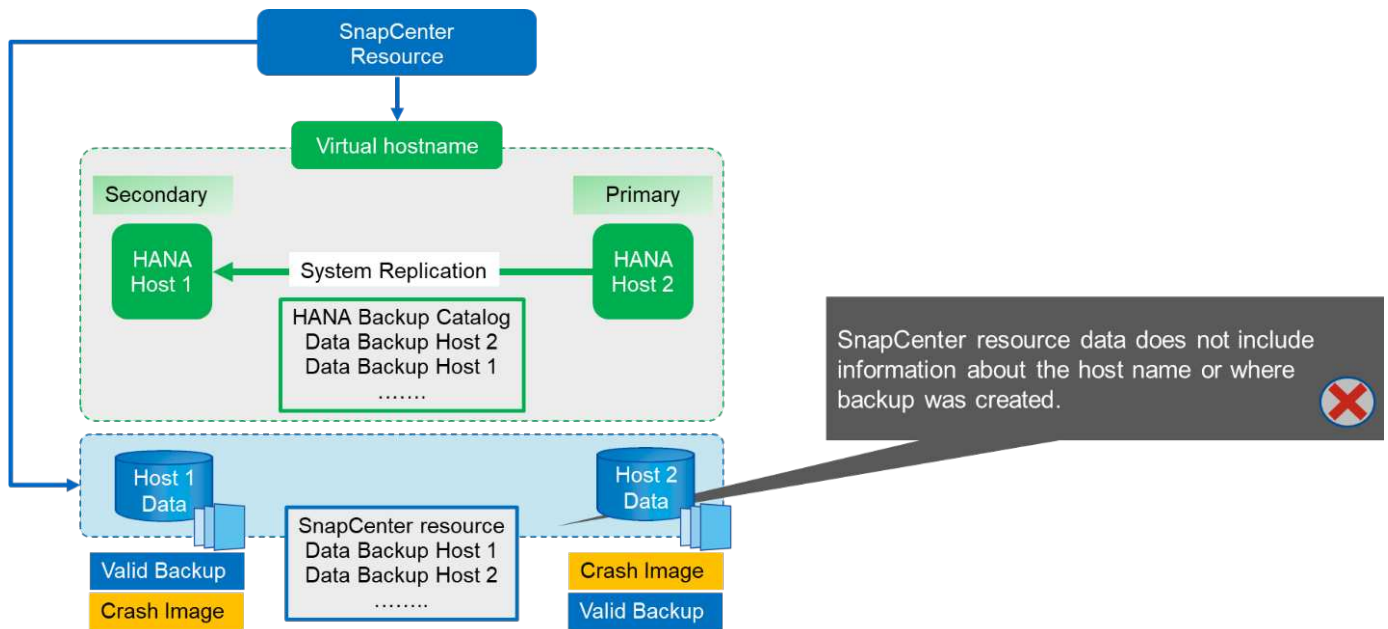 SnapCenter
Resource
Virtual hostname
Secondary
Primary
HANA
Host 1
System Replication
HANA
Host 2
HANA Backup Catalog
Data Backup Host 2
Data Backup Host 1
.......
SnapCenter resource data does not include
information about the host name or where
backup was created.
Host 1
Data
Host 2
Data
SnapCenter resource
Data Backup Host 1
Data Backup Host 2
........
Valid Backup
Crash Image
Crash Image
Valid Backup